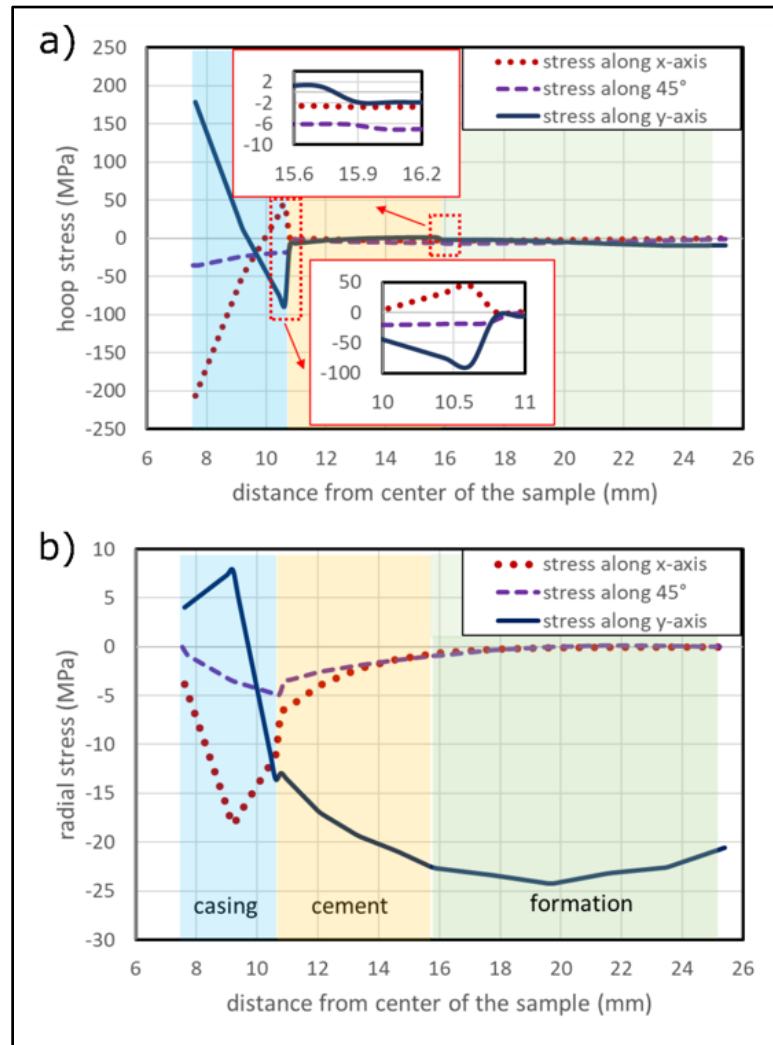 a)
250
200
150
100
50
0
-50
-100
-150
-200
-250
hoop stress (MPa)
stress along x-axis
stress along 45°
stress along y-axis
2
-2
-6
-10
15.6 15.9 16.2
50
0
-50
-100
10 10.5 11
6 8 10 12 14 16 18 20 22 24 26
distance from center of the sample (mm)
b)
10
5
0
-5
-10
-15
-20
-25
-30
radial stress (MPa)
stress along x-axis
stress along 45°
stress along y-axis
casing cement formation
6 8 10 12 14 16 18 20 22 24 26
distance from center of the sample (mm)